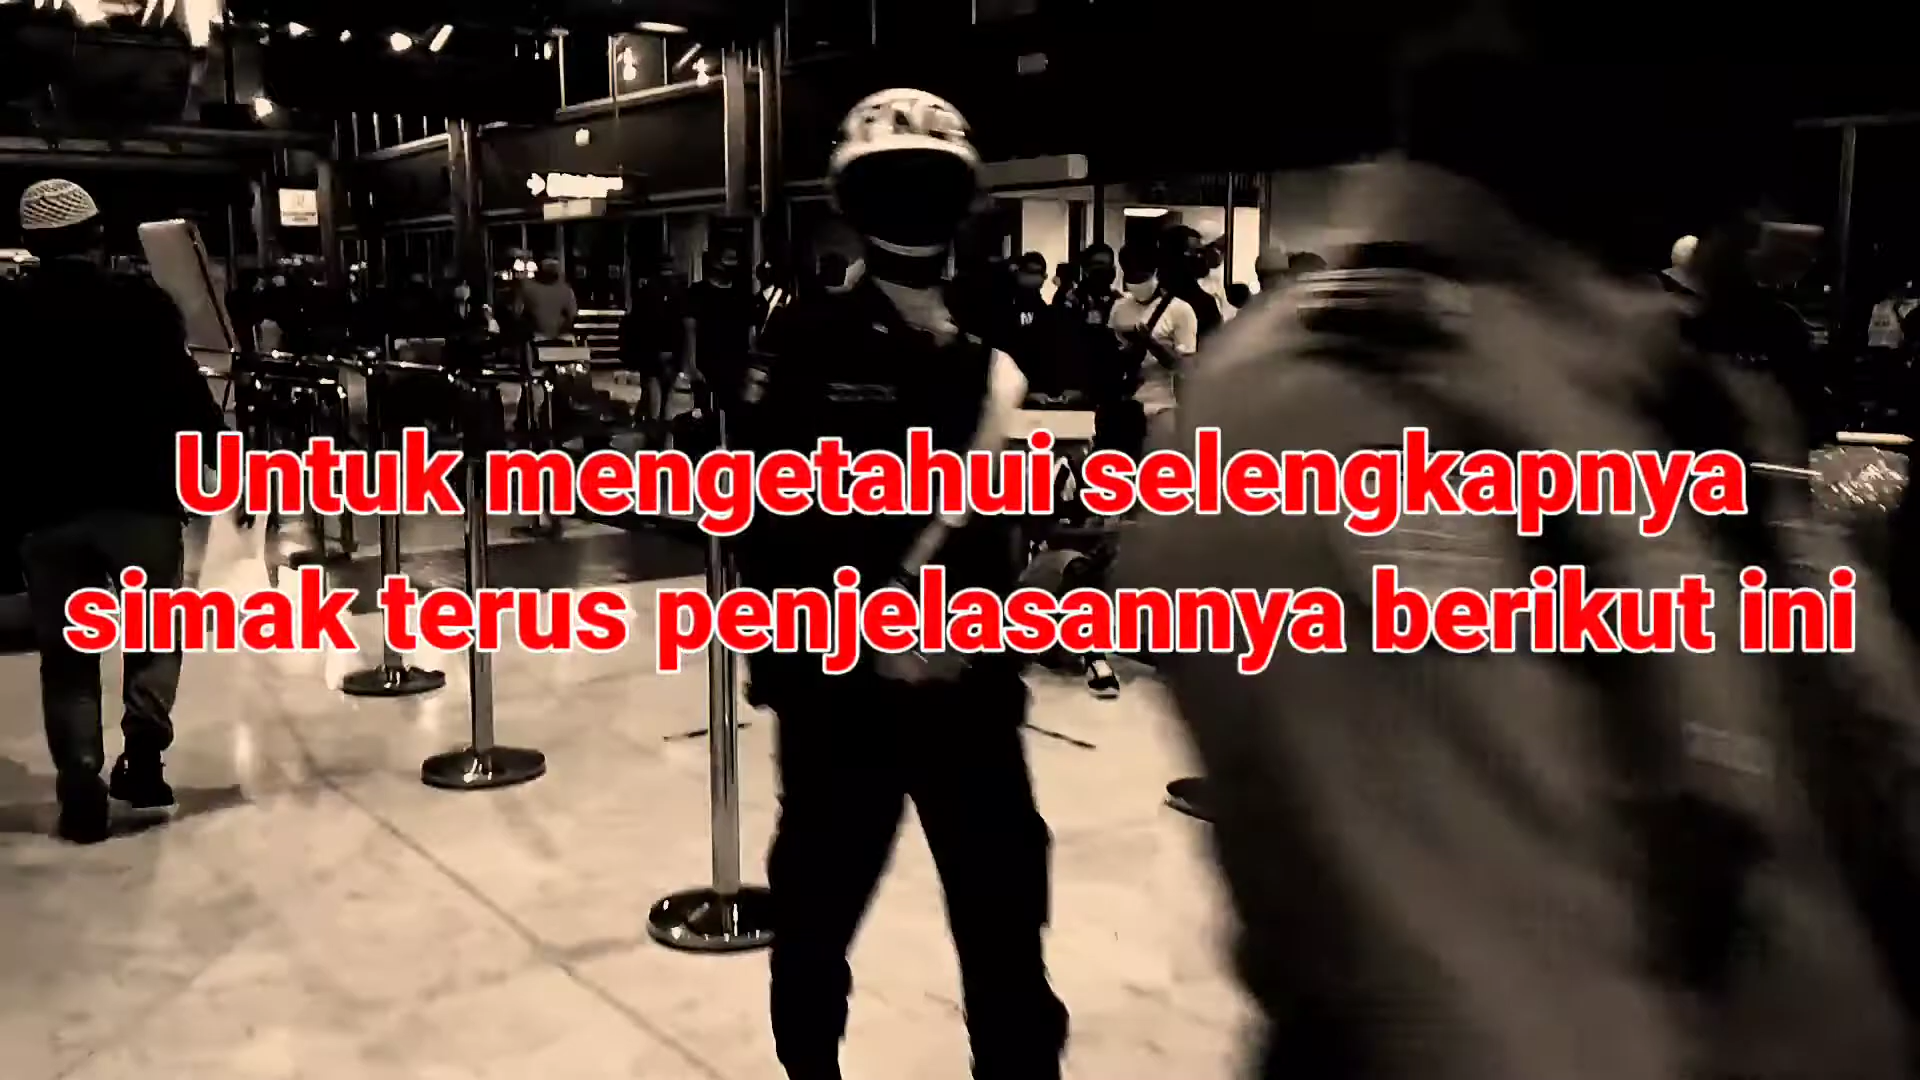 Untuk mengetahui selengkapnya
simak terus penjelasannya berikut ini